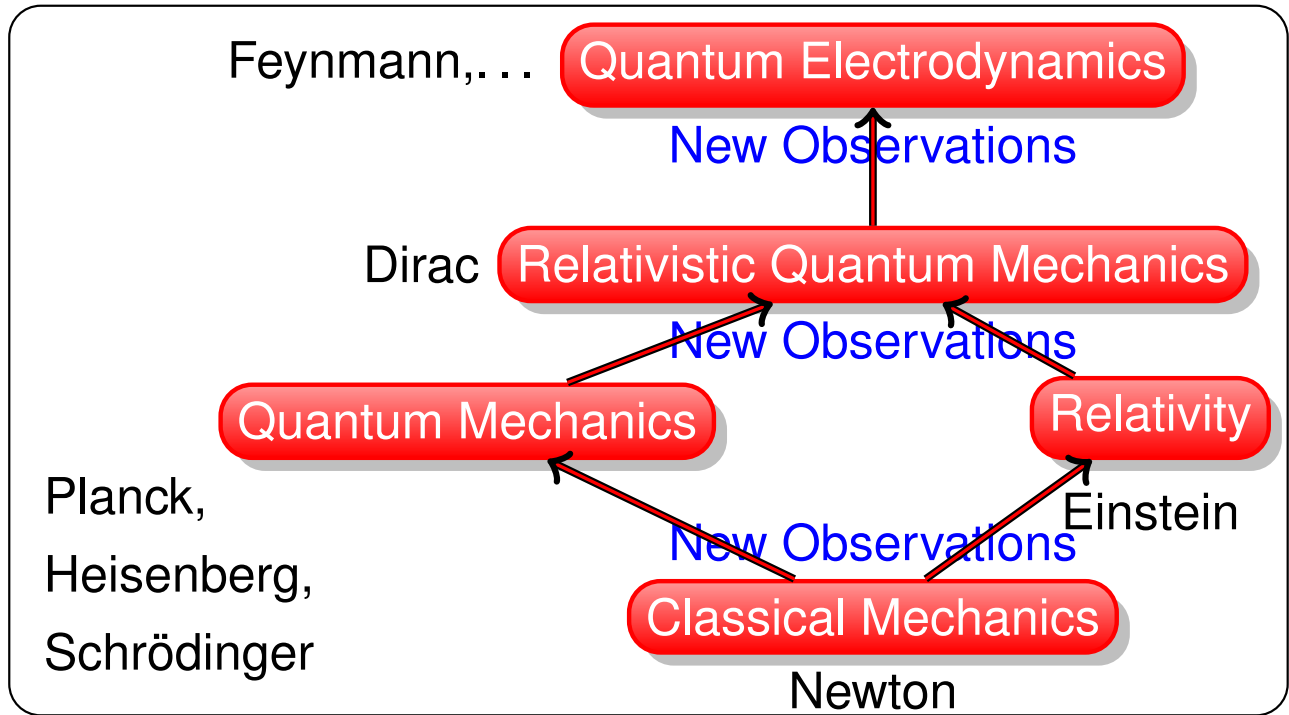 Feynmann,... Quantum Electrodynamics
New Observations
Dirac Relativistic Quantum Mechanics
New Observations
Quantum Mechanics
Relativity
Planck,
Heisenberg,
Schrödinger
Einstein
New Observations
Classical Mechanics
Newton